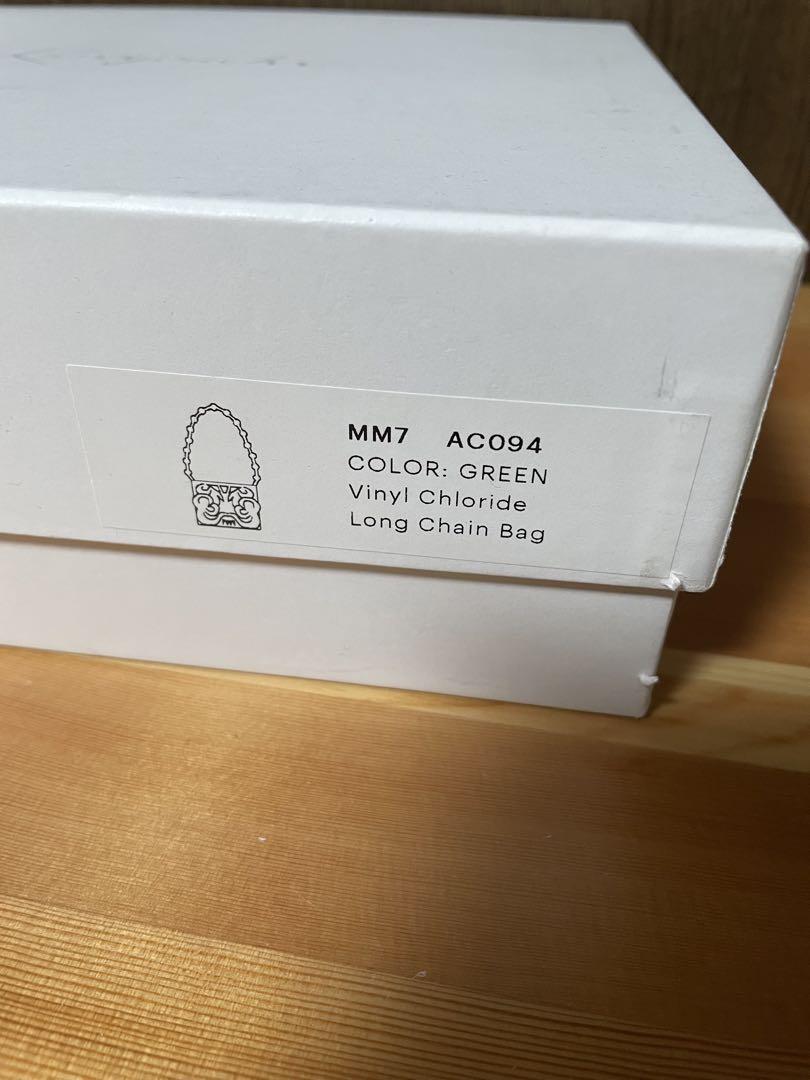 MM7 AC094
COLOR: GREEN
Vinyl Chloride
Long Chain Bag